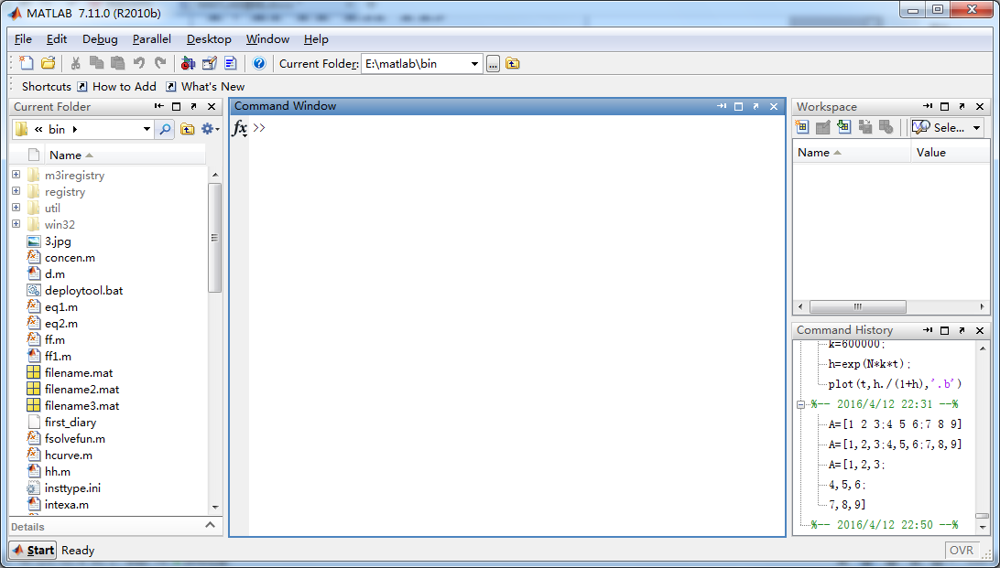 MATLAB 7.11.0 (R2010b)
File Edit Debug Parallel Desktop Window Help
Current Folder: E:\matlab\bin ...
Shortcuts How to Add What's New
Current Folder
« bin
Name
m3iregistry
registry
util
win32
3.jpg
concen.m
d.m
deploytool.bat
eq1.m
eq2.m
ff.m
ff1.m
filename.mat
filename2.mat
filename3.mat
first_diary
fsolvefun.m
hcurve.m
hh.m
insttype.ini
intexa.m
Details
Command Window
fx >>
Workspace
Sele...
Name Value
Command History
k=600000;
h=exp(N*k*t);
plot(t,h./(1+h),'.b')
%-- 2016/4/12 22:31 --%
A=[1 2 3;4 5 6;7 8 9]
A=[1,2,3;4,5,6;7,8,9]
A=[1,2,3;
4,5,6;
7,8,9]
%-- 2016/4/12 22:50 --%
Start Ready
OVR